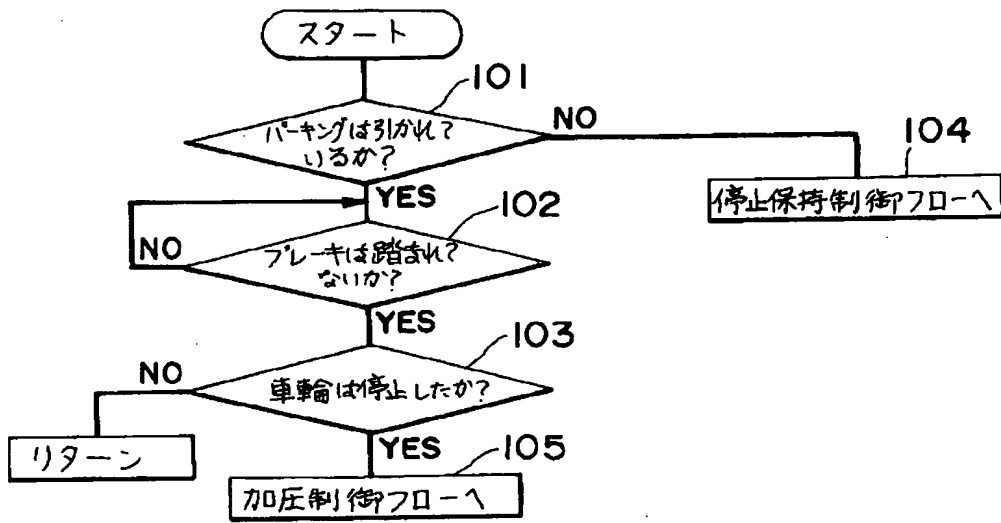 スタート
101
パーキングは引かれて
いるか?
NO
104
停止保持制御フローへ
YES
102
NO
ブレーキは踏まれて
ないか?
YES
103
NO
車輪は停止したか?
リターン
YES
105
加圧制御フローへ